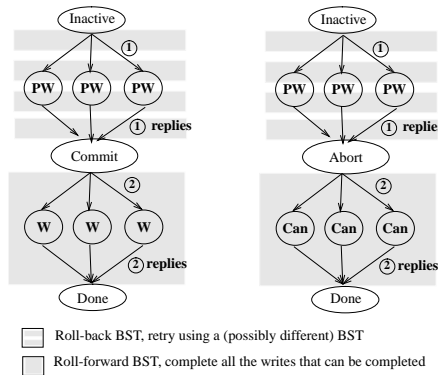 Inactive Inactive
① ①
PW PW PW PW PW PW
① replies ① replies
Commit Abort
② ②
W W W Can Can Can
② replies ② replies
Done Done
Roll-back BST, retry using a (possibly different) BST
Roll-forward BST, complete all the writes that can be completed